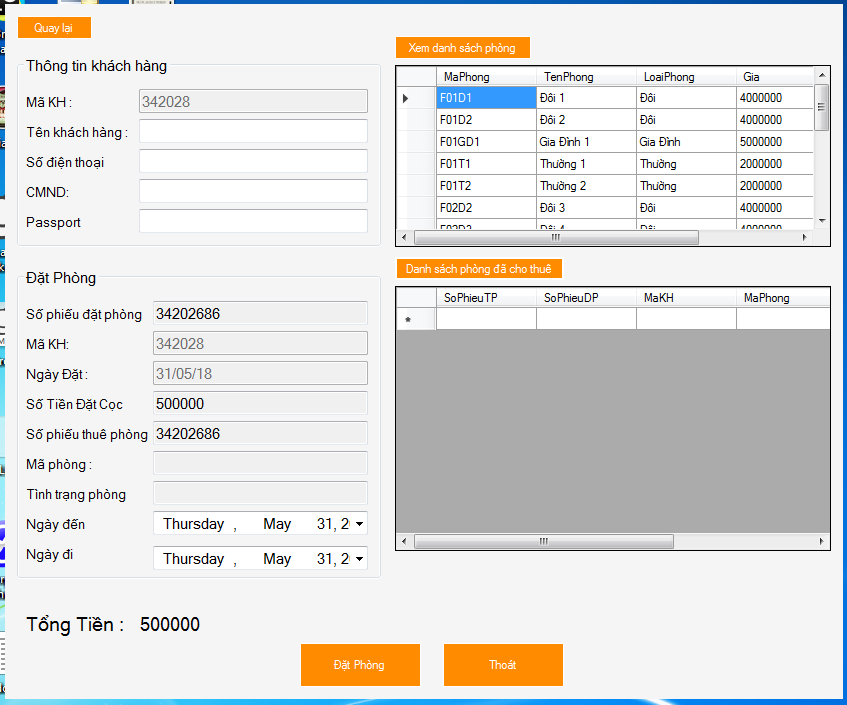 Quay lại
Thông tin khách hàng
Mã KH : 342028
Tên khách hàng :
Số điện thoại
CMND:
Passport
Đặt Phòng
Số phiếu đặt phòng 34202686
Mã KH: 342028
Ngày Đặt : 31/05/18
Số Tiền Đặt Cọc 500000
Số phiếu thuê phòng 34202686
Mã phòng :
Tình trạng phòng
Ngày đến Thursday , May 31, 2
Ngày đi Thursday , May 31, 2
Tổng Tiền : 500000
Xem danh sách phòng
MaPhong TenPhong LoaiPhong Gia
F01D1 Đôi 1 Đôi 4000000
F01D2 Đôi 2 Đôi 4000000
F01GD1 Gia Đình 1 Gia Đình 5000000
F01T1 Thường 1 Thường 2000000
F01T2 Thường 2 Thường 2000000
F02D2 Đôi 3 Đôi 4000000
Danh sách phòng đã cho thuê
SoPhieuTP SoPhieuDP MaKH MaPhong
Đặt Phòng
Thoát